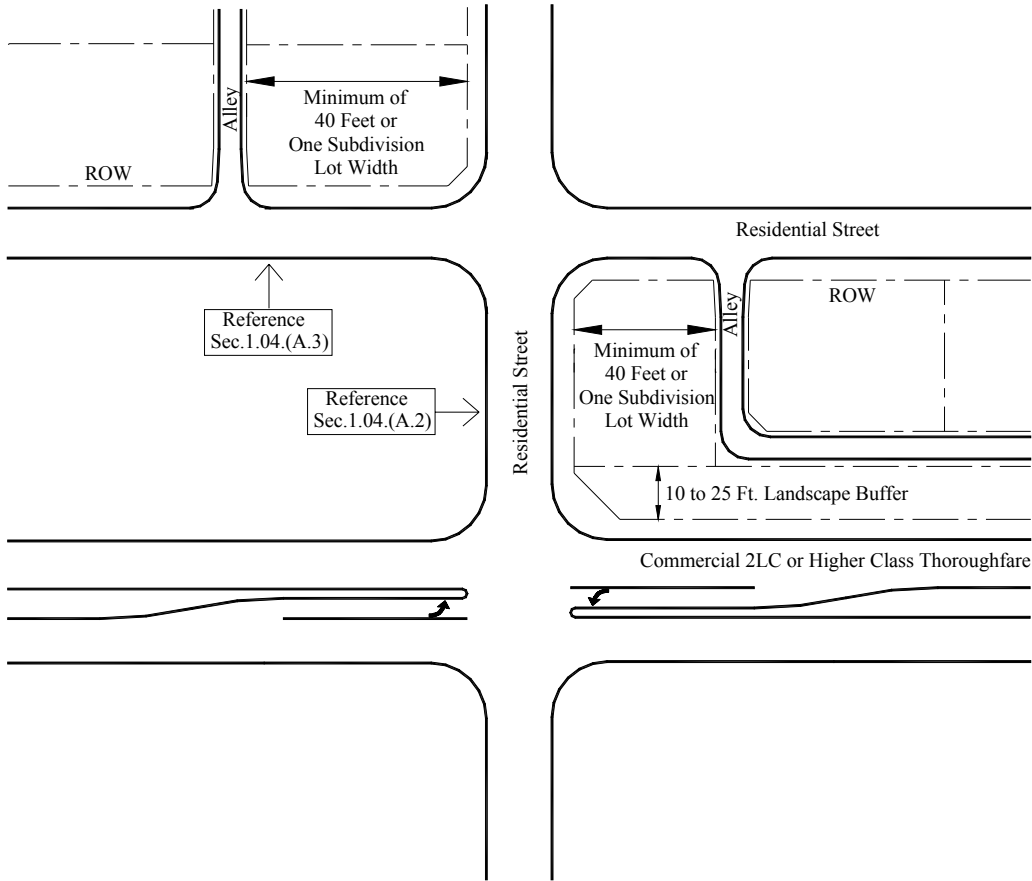 Alley
Minimum of
40 Feet or
One Subdivision
Lot Width
ROW
Residential Street
Reference
Sec.1.04.(A.3)
Reference
Sec.1.04.(A.2)
Residential Street
Alley
ROW
Minimum of
40 Feet or
One Subdivision
Lot Width
10 to 25 Ft. Landscape Buffer
Commercial 2LC or Higher Class Thoroughfare